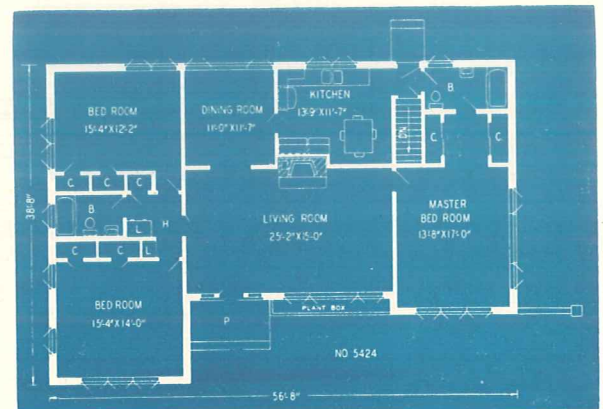 BED ROOM
15'-4"X12'-2"
DINING ROOM
11'-0"X11'-7"
KITCHEN
13'-9"X11'-7"
B
DN
C
C
C
C
C
B
L
H
C
C
L
LIVING ROOM
25'-2"X15'-0"
MASTER
BED ROOM
13'-8"X17'-0"
38'-8"
BED ROOM
15'-4"X14'-0"
P
PLANT BOX
NO 5424
56'-8"